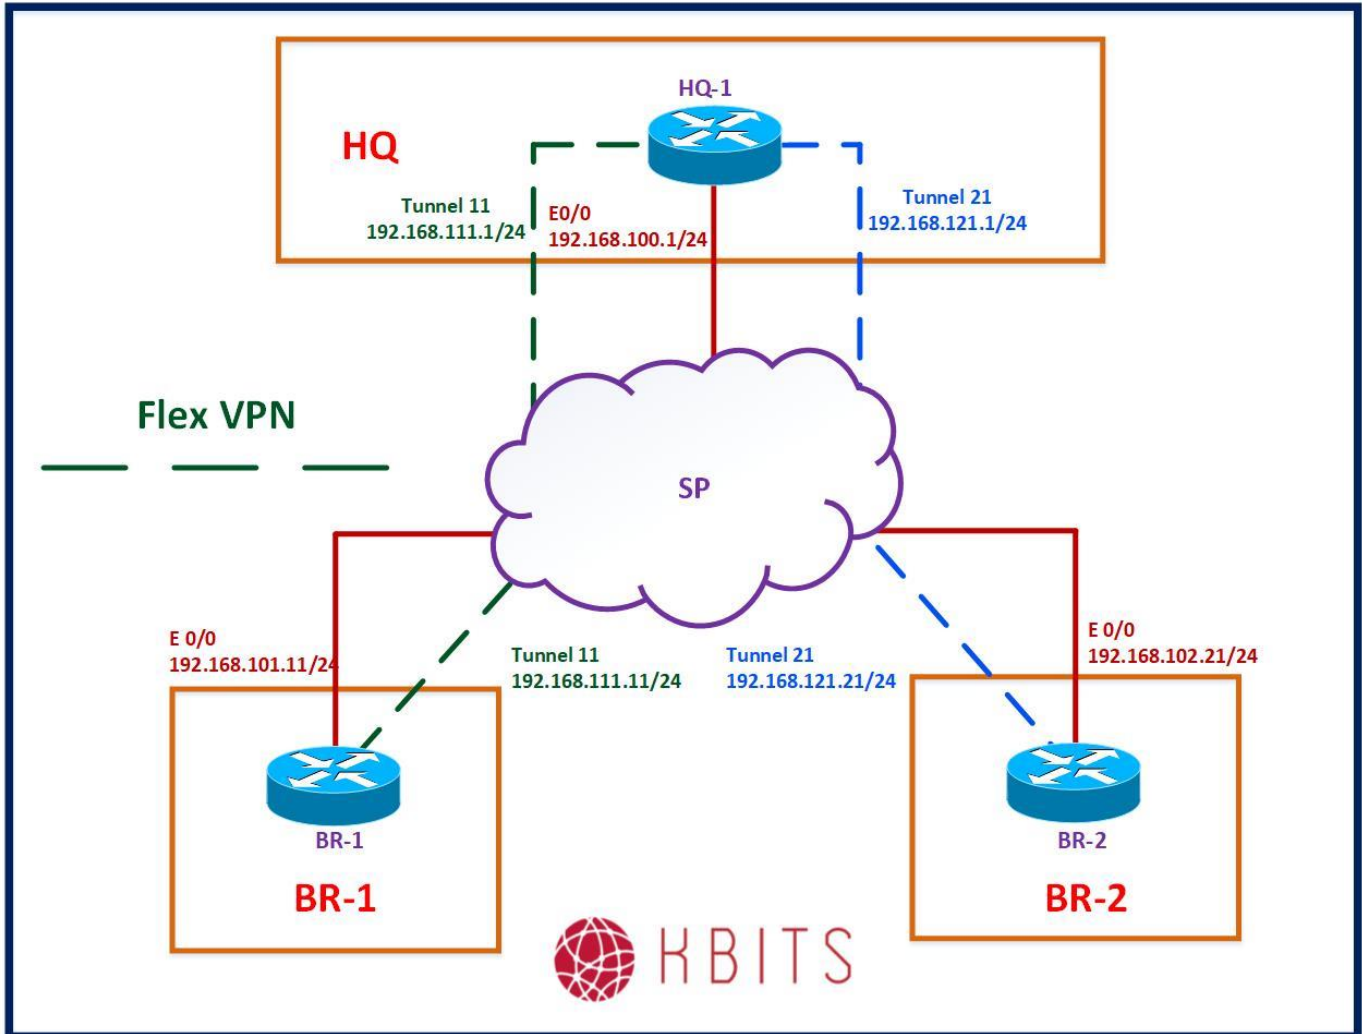 HQ-1
HQ
Tunnel 11
192.168.111.1/24
E0/0
192.168.100.1/24
Tunnel 21
192.168.121.1/24
Flex VPN
SP
E 0/0
192.168.101.11/24
Tunnel 11
192.168.111.11/24
Tunnel 21
192.168.121.21/24
E 0/0
192.168.102.21/24
BR-1
BR-1
BR-2
BR-2
KBITS